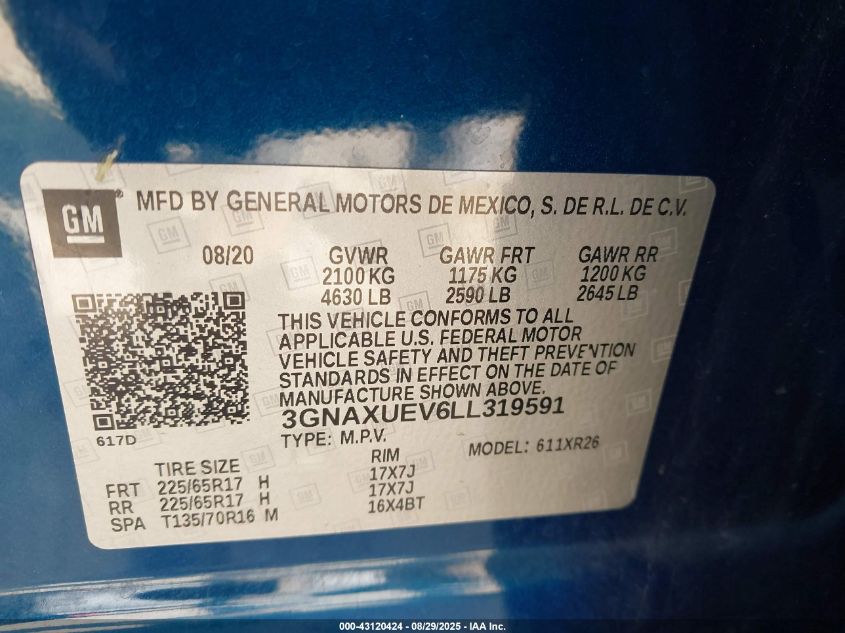 GM
MFD BY GENERAL MOTORS DE MEXICO, S. DE R.L. DE C.V.
08/20 GVWR GAWR FRT GAWR RR
2100 KG 1175 KG 1200 KG
4630 LB 2590 LB 2645 LB
THIS VEHICLE CONFORMS TO ALL
APPLICABLE U.S. FEDERAL MOTOR
VEHICLE SAFETY AND THEFT PREVENTION
STANDARDS IN EFFECT ON THE DATE OF
MANUFACTURE SHOWN ABOVE.
3GNAXUEV6LL319591
617D
TYPE: M.P.V. MODEL: 611XR26
TIRE SIZE RIM
FRT 225/65R17 H 17X7J
RR 225/65R17 H 17X7J
SPA T135/70R16 M 16X4BT
000-43120424 - 08/29/2025 - IAA Inc.